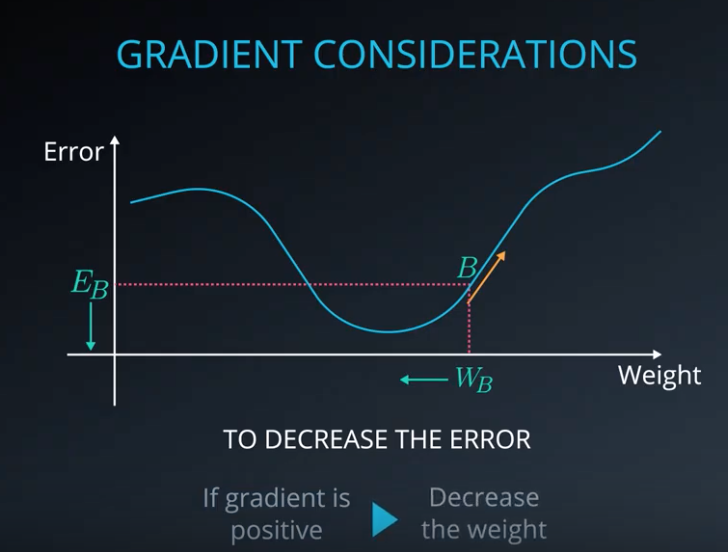 GRADIENT CONSIDERATIONS
Error
B
E_B
W_B
Weight
TO DECREASE THE ERROR
If gradient is
positive
Decrease
the weight